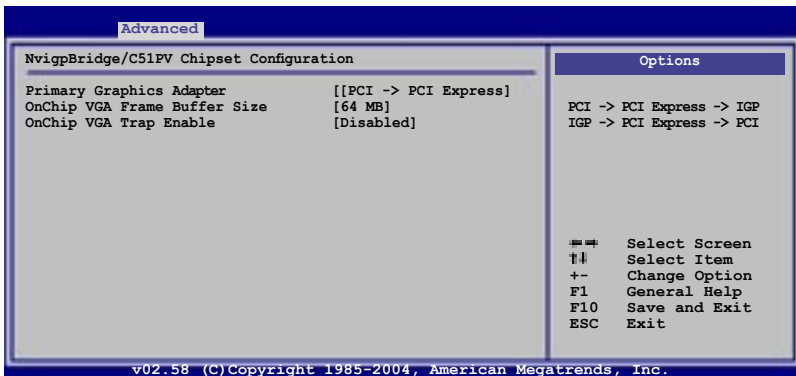 Advanced
NvigpBridge/C51PV Chipset Configuration
Primary Graphics Adapter [[PCI -> PCI Express]
OnChip VGA Frame Buffer Size [64 MB]
OnChip VGA Trap Enable [Disabled]
Options
PCI -> PCI Express -> IGP
IGP -> PCI Express -> PCI
←→ Select Screen
↑↓ Select Item
+- Change Option
F1 General Help
F10 Save and Exit
ESC Exit
v02.58 (C)Copyright 1985-2004, American Megatrends, Inc.